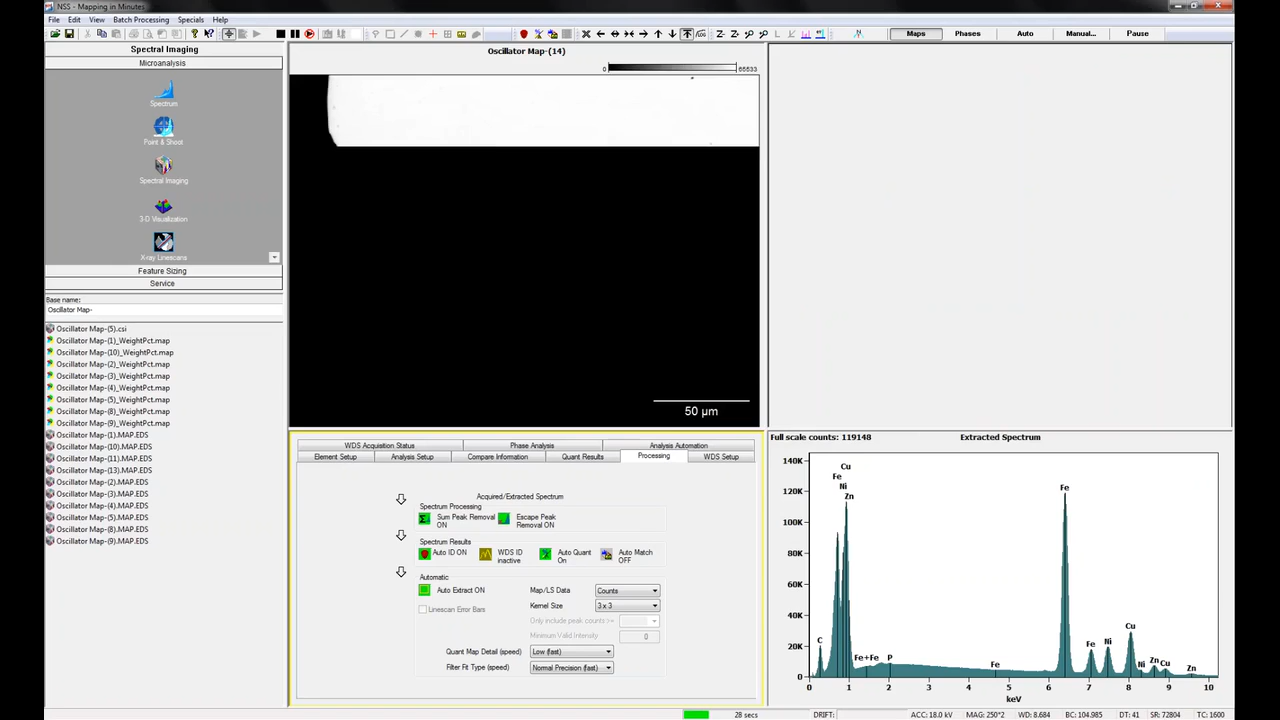 NSS - Mapping in Minutes
File Edit View Batch Processing Specials Help
Maps Phases Auto Manual... Pause
Spectral Imaging
Microanalysis
Spectrum
Point & Shoot
Spectral Imaging
3-D Visualization
X-ray Linescans
Feature Sizing
Service
Base name:
Oscillator Map-
Oscillator Map-(5).csi
Oscillator Map-(1)_WeightPct.map
Oscillator Map-(10)_WeightPct.map
Oscillator Map-(2)_WeightPct.map
Oscillator Map-(3)_WeightPct.map
Oscillator Map-(4)_WeightPct.map
Oscillator Map-(5)_WeightPct.map
Oscillator Map-(8)_WeightPct.map
Oscillator Map-(9)_WeightPct.map
Oscillator Map-(1).MAP.EDS
Oscillator Map-(10).MAP.EDS
Oscillator Map-(11).MAP.EDS
Oscillator Map-(13).MAP.EDS
Oscillator Map-(2).MAP.EDS
Oscillator Map-(3).MAP.EDS
Oscillator Map-(4).MAP.EDS
Oscillator Map-(5).MAP.EDS
Oscillator Map-(8).MAP.EDS
Oscillator Map-(9).MAP.EDS
Oscillator Map-(14)
0 65533
50 µm
WDS Acquisition Status Phase Analysis Analysis Automation
Element Setup Analysis Setup Compare Information Quant Results Processing WDS Setup
Acquired/Extracted Spectrum
Spectrum Processing
Sum Peak Removal ON
Escape Peak Removal ON
Spectrum Results
Auto ID ON
WDS ID inactive
Auto Quant On
Auto Match OFF
Automatic
Auto Extract ON
Map/LS Data Counts
Linescan Error Bars
Kernel Size 3 x 3
Only include peak counts >=
Minimum Valid Intensity 0
Quant Map Detail (speed) Low (fast)
Filter Fit Type (speed) Normal Precision (fast)
Full scale counts: 119148 Extracted Spectrum
140K
120K
100K
80K
60K
40K
20K
0
Cu
Fe
Ni
Zn
C
Fe+Fe
P
Fe
Fe
Fe
Ni
Cu
Ni
Zn
Cu
Zn
0 1 2 3 4 5 6 7 8 9 10
keV
28 secs DRIFT: ACC: 18.0 kV MAG: 250*2 WD: 8.684 BC: 104.985 DT: 41 SR: 72804 TC: 1600